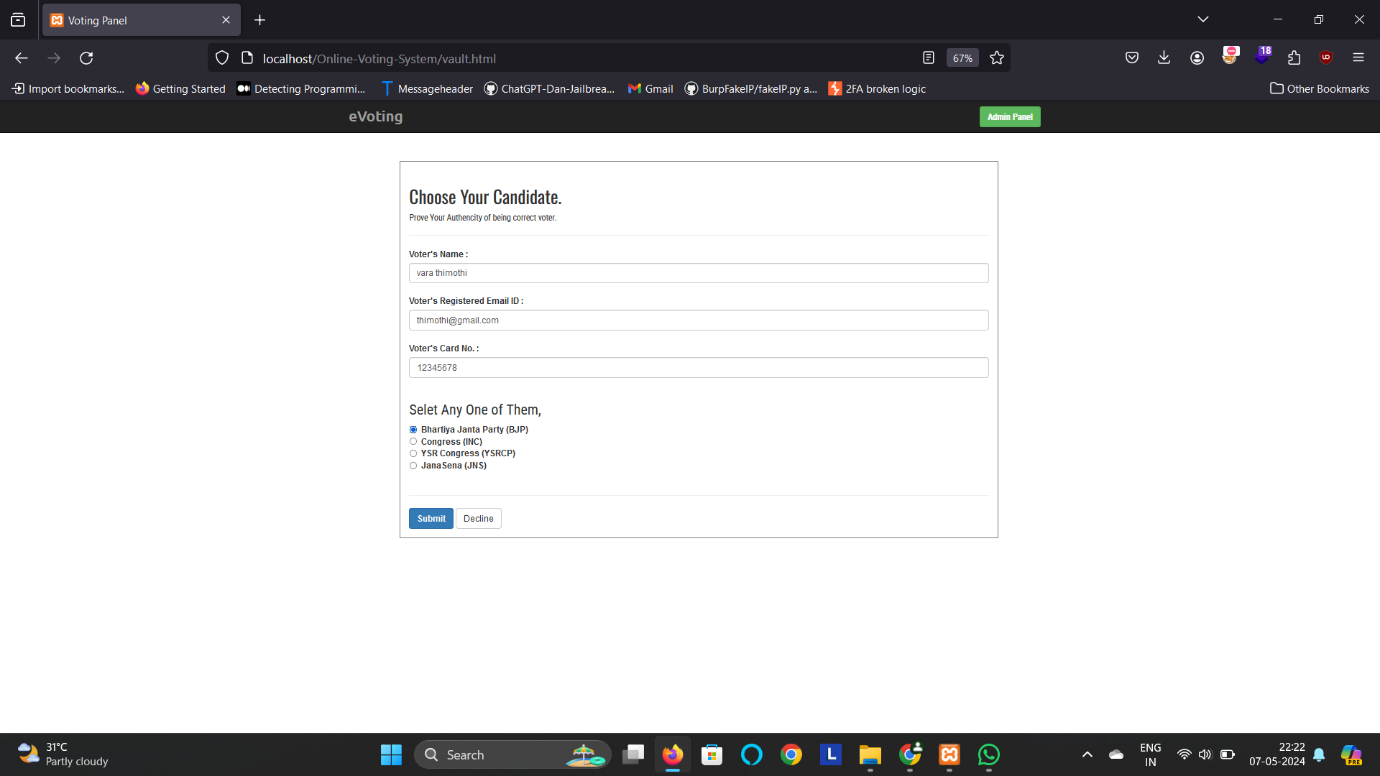 Voting Panel
localhost/Online-Voting-System/vault.html
67%
18
Import bookmarks...
Getting Started
Detecting Programmi...
Messageheader
ChatGPT-Dan-Jailbrea...
Gmail
BurpFakeIP/fakeIP.py a...
2FA broken logic
Other Bookmarks
eVoting
Admin Panel
Choose Your Candidate.
Prove Your Authencity of being correct voter.
Voter's Name :
vara thimothi
Voter's Registered Email ID :
thimothi@gmail.com
Voter's Card No. :
12345678
Selet Any One of Them,
Bhartiya Janta Party (BJP)
Congress (INC)
YSR Congress (YSRCP)
JanaSena (JNS)
Submit
Decline
31°C
Partly cloudy
Search
L
ENG
IN
22:22
07-05-2024
PRE